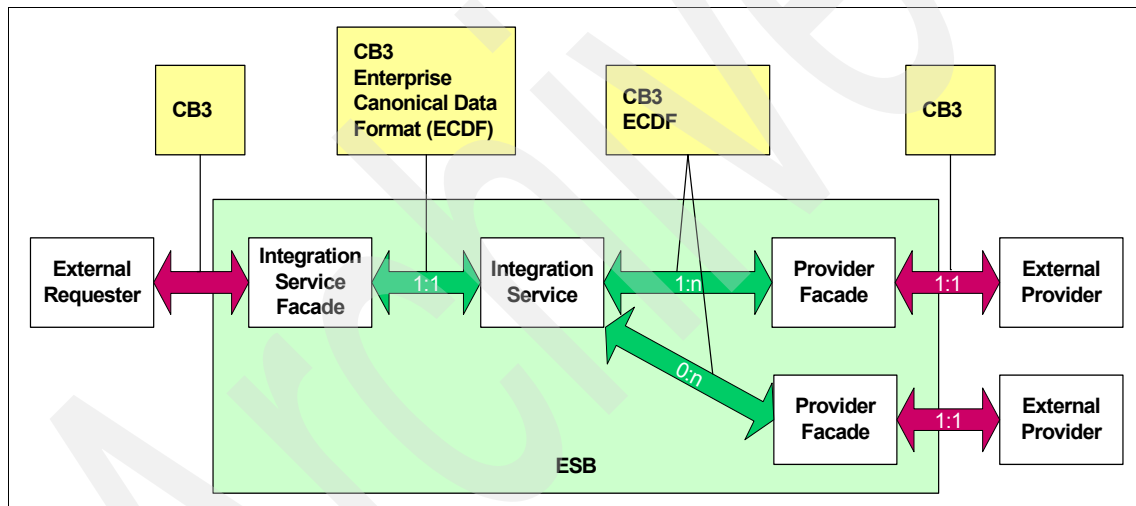 CB3
CB3
Enterprise
Canonical Data
Format (ECDF)
CB3
ECDF
CB3
External
Requester
Integration
Service
Facade
1:1
Integration
Service
1:n
Provider
Facade
1:1
External
Provider
0:n
Provider
Facade
1:1
External
Provider
ESB
Archive